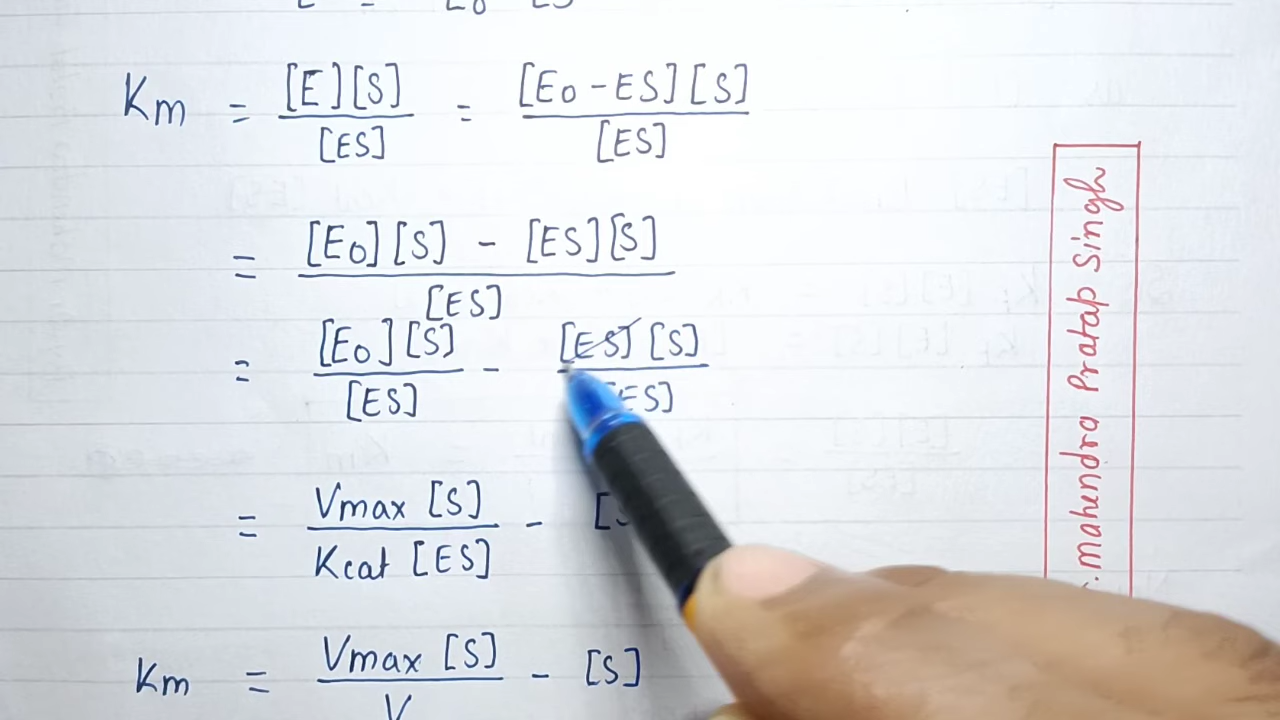 Km = [E][S] / [ES] = [E0 - ES][S] / [ES]
= [E0][S] - [ES][S] / [ES]
= [E0][S] / [ES] - [ES][S] / [ES]
= Vmax [S] / Kcat [ES] - [S
Km = Vmax [S] / V - [S]
Mahendra Pratap Singh